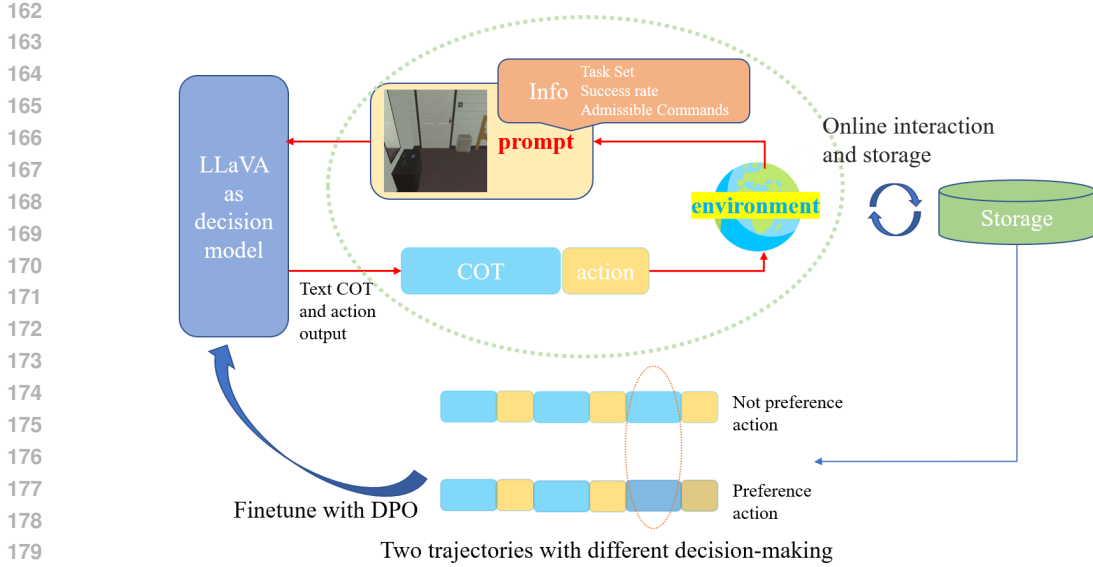 162
163
164
165
166
167
168
169
170
171
172
173
174
175
176
177
178
179
Info
Task Set
Success rate
Admissible Commands
prompt
LLaVA
as
decision
model
environment
Online interaction
and storage
Storage
COT
action
Text COT
and action
output
Not preference
action
Preference
action
Finetune with DPO
Two trajectories with different decision-making